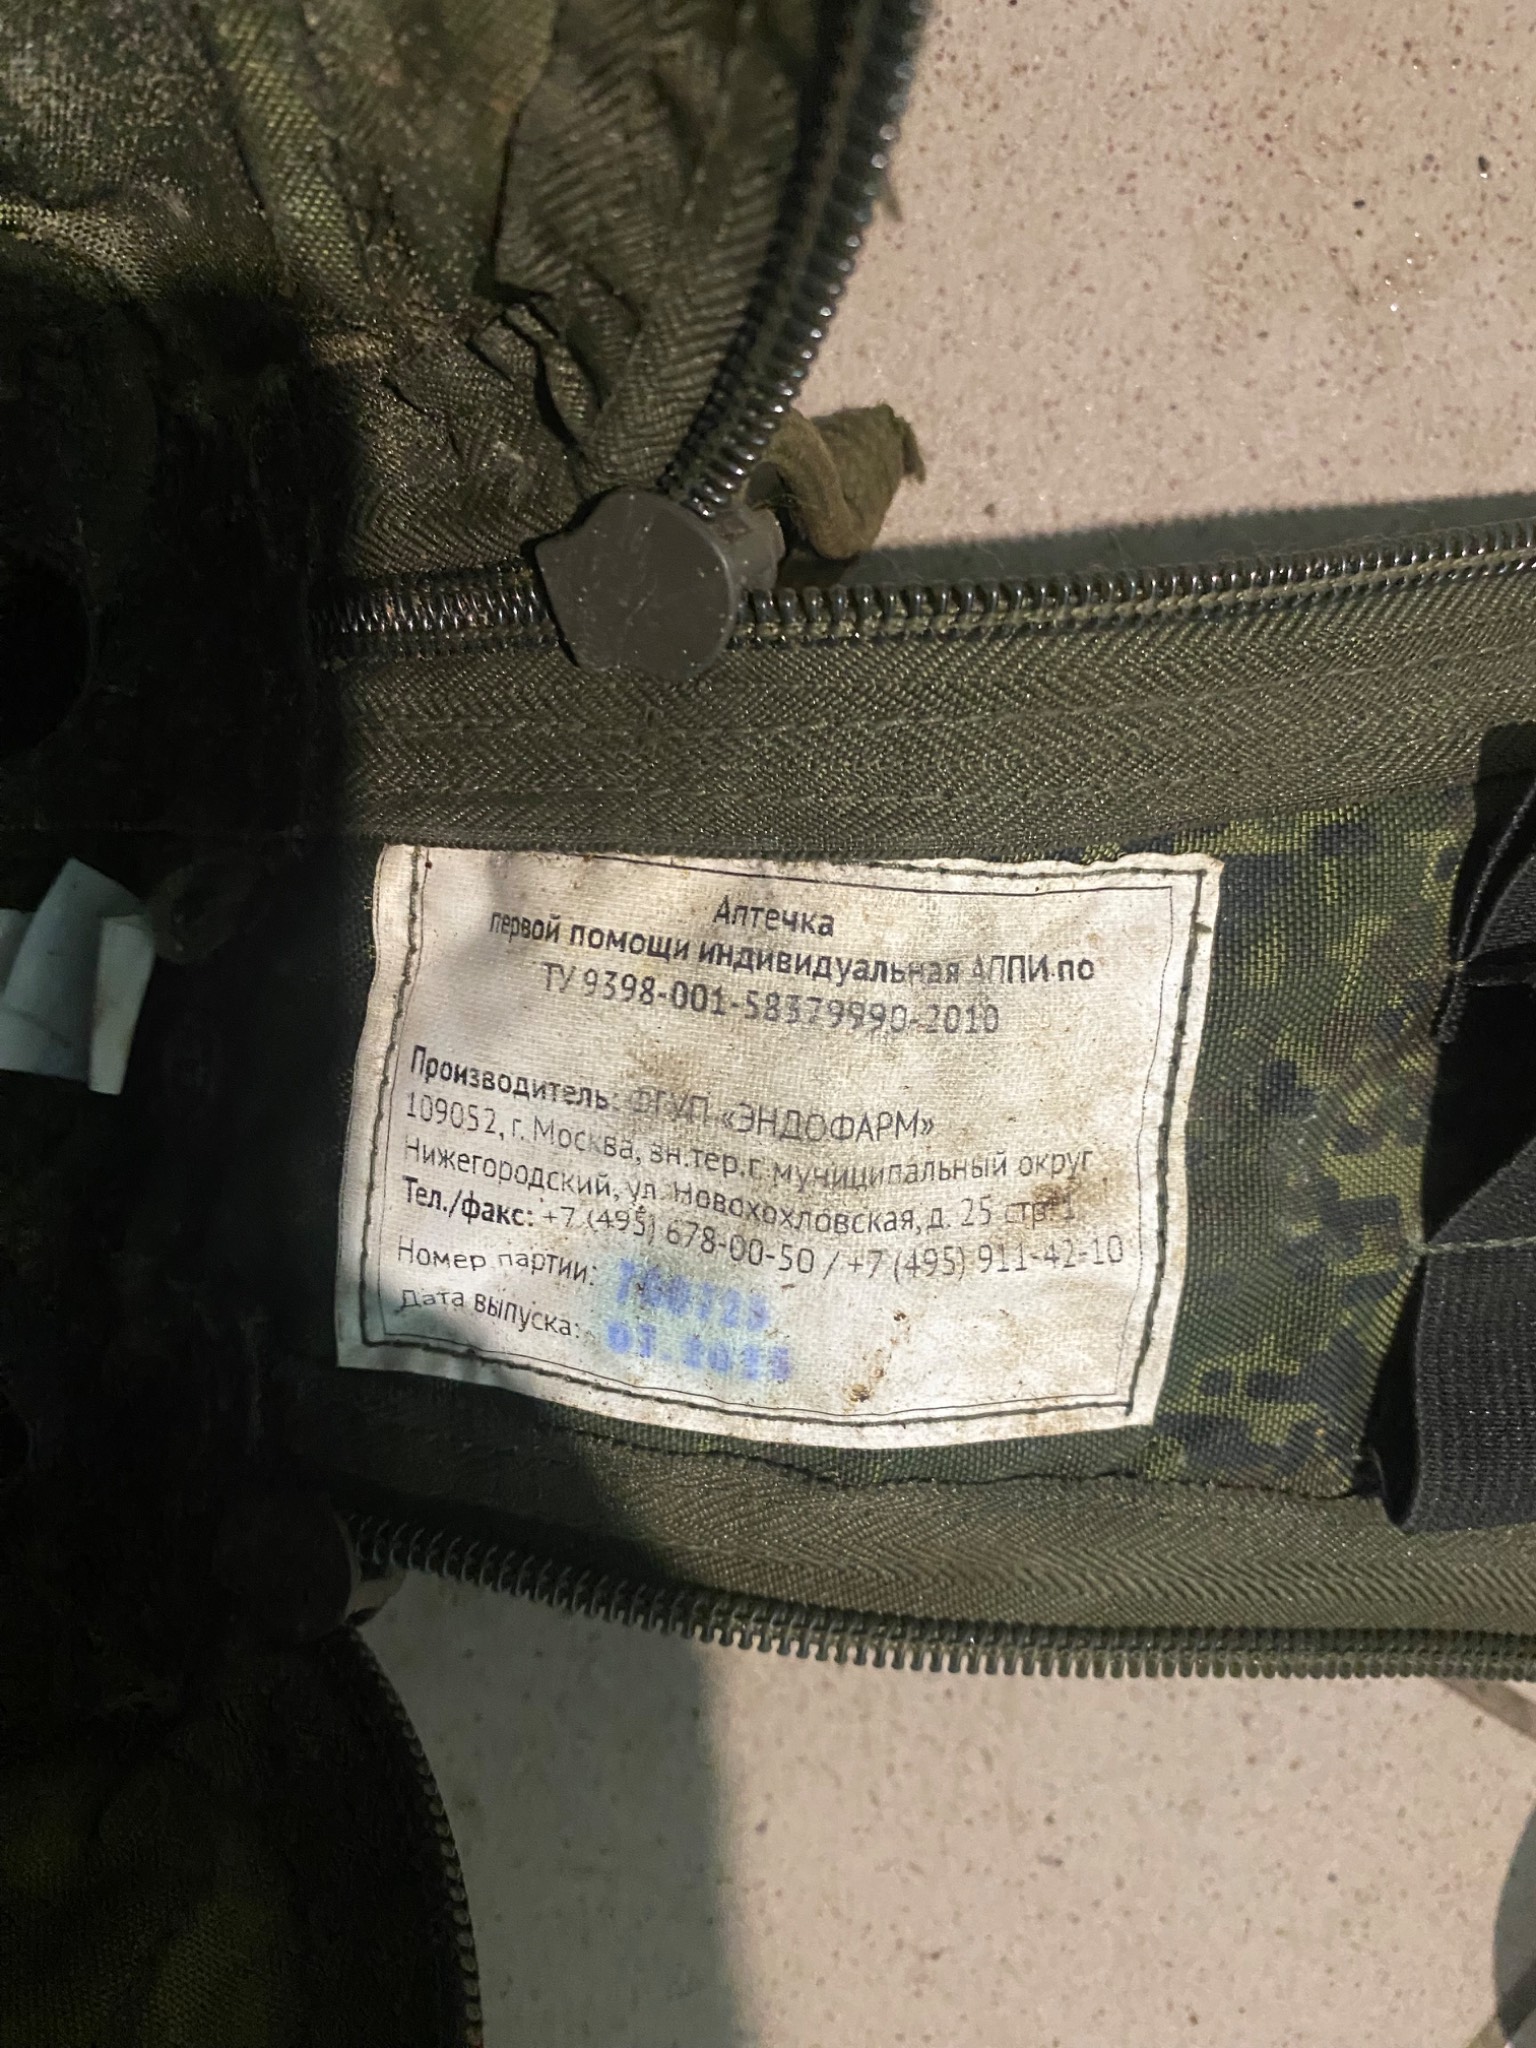 Аптечка
первой помощи индивидуальная АППИ по
ТУ 9398-001-58379990-2010
Производитель: ФГУП «ЭНДОФАРМ»
109052, г. Москва, вн.тер.г. муниципальный округ
Нижегородский, ул. Новохохловская, д. 25 стр. 1
Тел./факс: +7 (495) 678-00-50 / +7 (495) 911-42-10
Номер партии:
Дата выпуска: